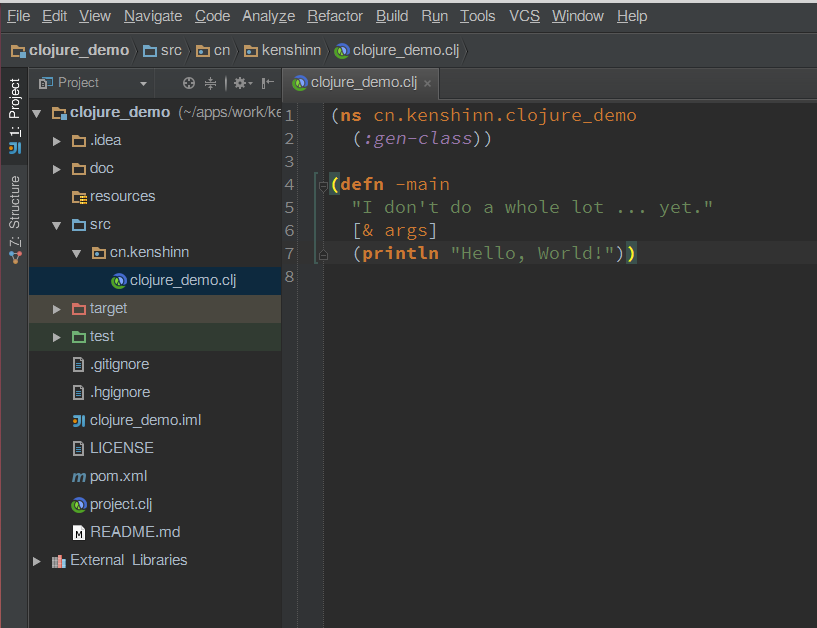 File Edit View Navigate Code Analyze Refactor Build Run Tools VCS Window Help
clojure_demo src cn kenshinn clojure_demo.clj
1: Project
Z: Structure
Project
clojure_demo (~/apps/work/ke
.idea
doc
resources
src
cn.kenshinn
clojure_demo.clj
target
test
.gitignore
.hgignore
clojure_demo.iml
LICENSE
pom.xml
project.clj
README.md
External Libraries
clojure_demo.clj ×
1 (ns cn.kenshinn.clojure_demo
2 (:gen-class))
3
4 (defn -main
5 "I don't do a whole lot ... yet."
6 [& args]
7 (println "Hello, World!"))
8